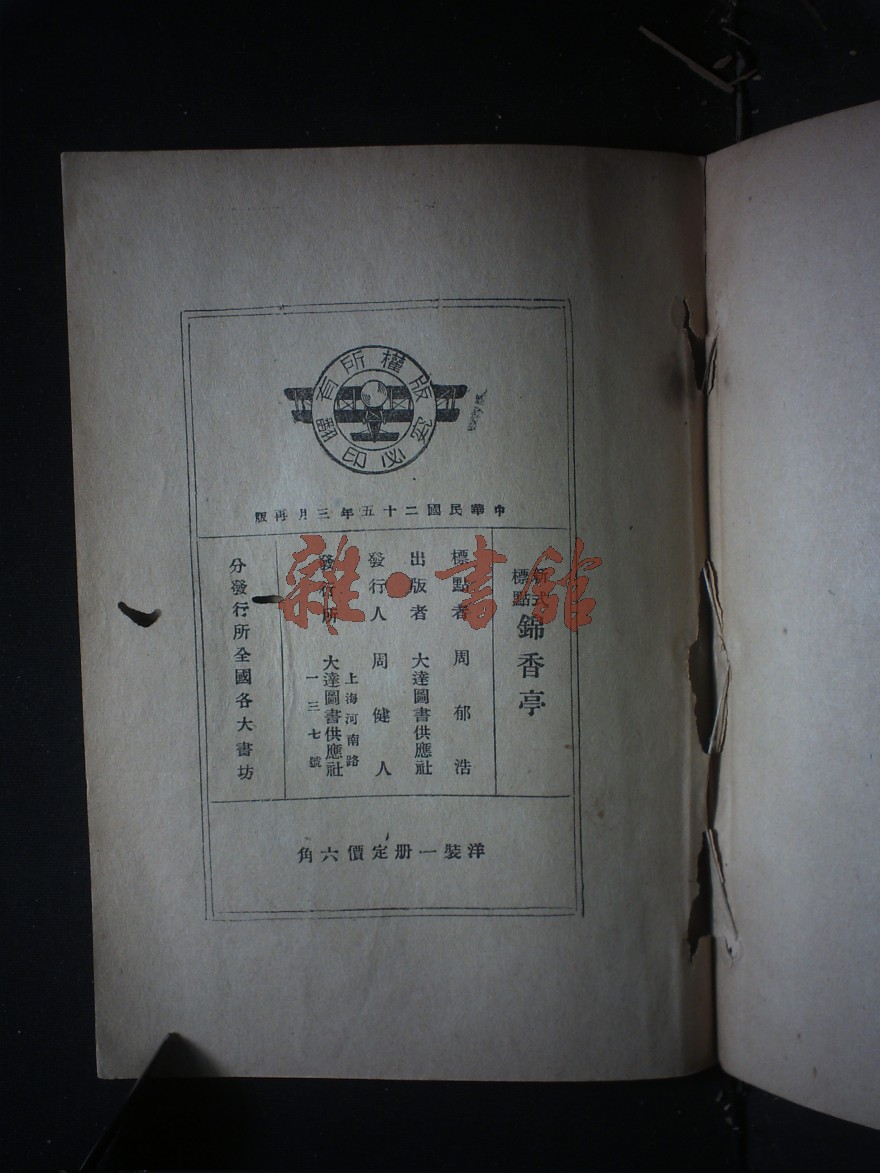 版權所有
翻印必究
中華民國二十五年三月再版
新式標點 錦香亭
標點者 周郁浩
出版者 大達圖書供應社
發行人 周健人
發行所 大達圖書供應社
上海河南路
一三七號
分發行所全國各大書坊
洋裝一册定價六角
雜·書館